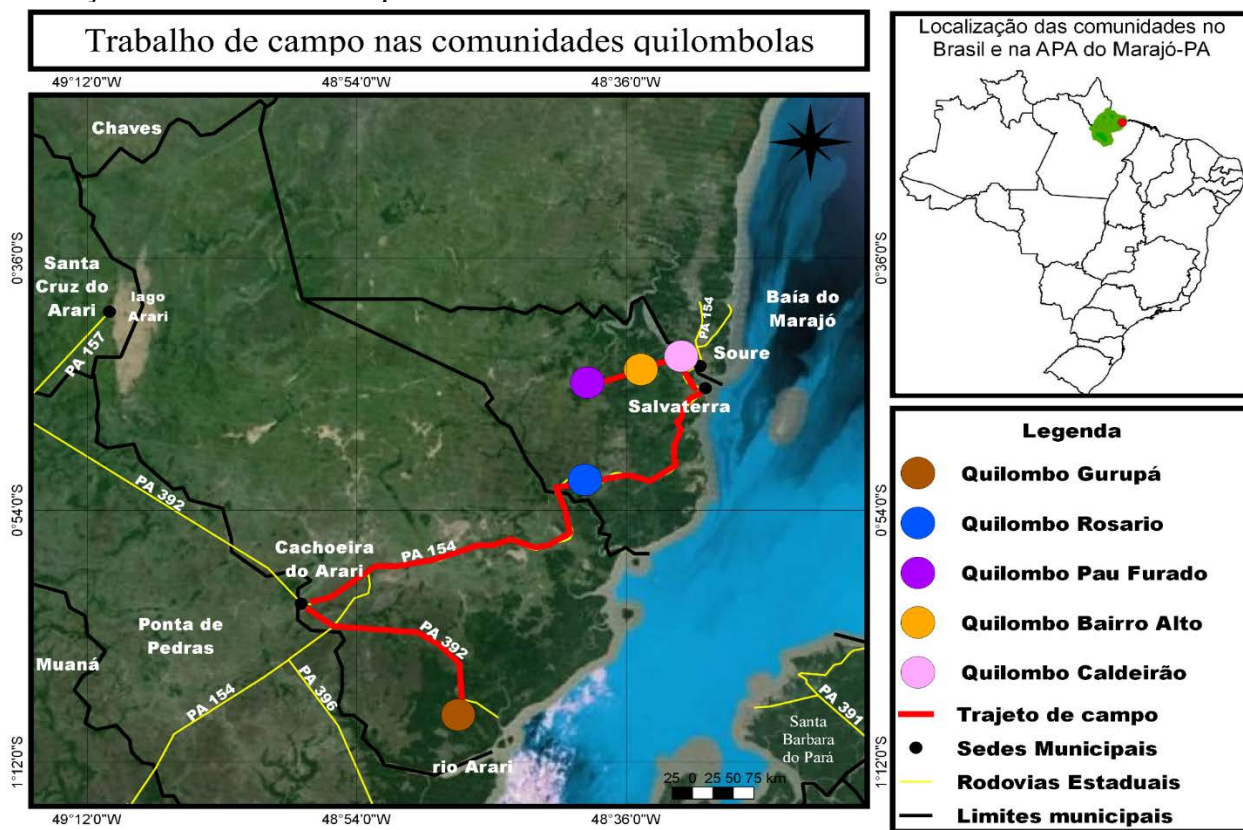 Trabalho de campo nas comunidades quilombolas
49°12'0"W
48°54'0"W
48°36'0"W
Chaves
0°36'0"S
0°36'0"S
Santa
Cruz do
Arari
lago
Arari
PA 157
PA 154
Baía do
Marajó
Soure
Salvaterra
PA 392
0°54'0"S
0°54'0"S
Cachoeira
do Arari
PA 154
Ponta de
Pedras
PA 392
Muaná
PA 154
PA 396
PA 391
Santa
Barbara
do Pará
rio Arari
1°12'0"S
1°12'0"S
25 0 25 50 75 km
49°12'0"W
48°54'0"W
48°36'0"W
Localização das comunidades no
Brasil e na APA do Marajó-PA
Legenda
Quilombo Gurupá
Quilombo Rosario
Quilombo Pau Furado
Quilombo Bairro Alto
Quilombo Caldeirão
Trajeto de campo
Sedes Municipais
Rodovias Estaduais
Limites municipais